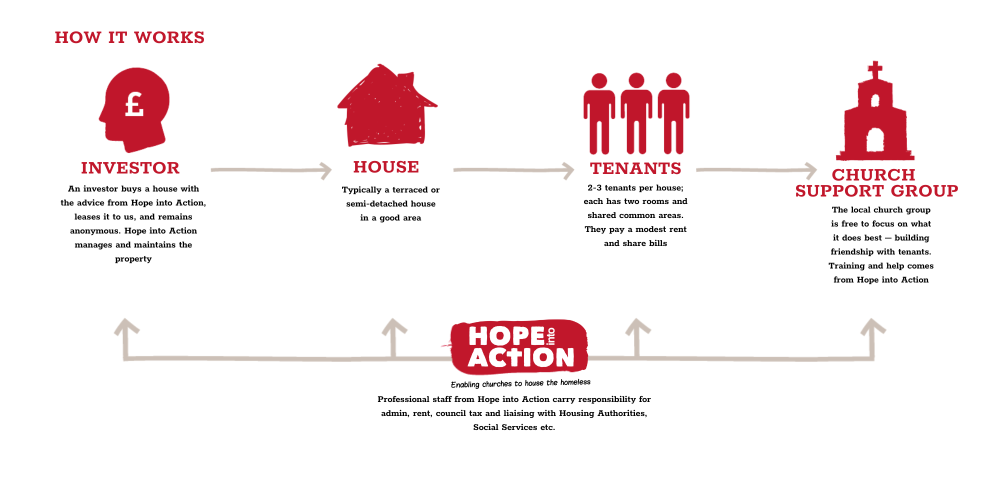 HOW IT WORKS
£
INVESTOR
An investor buys a house with
the advice from Hope into Action,
leases it to us, and remains
anonymous. Hope into Action
manages and maintains the
property
HOUSE
Typically a terraced or
semi-detached house
in a good area
TENANTS
2-3 tenants per house;
each has two rooms and
shared common areas.
They pay a modest rent
and share bills
CHURCH
SUPPORT GROUP
The local church group
is free to focus on what
it does best — building
friendship with tenants.
Training and help comes
from Hope into Action
HOPE into
ACTION
Enabling churches to house the homeless
Professional staff from Hope into Action carry responsibility for
admin, rent, council tax and liaising with Housing Authorities,
Social Services etc.